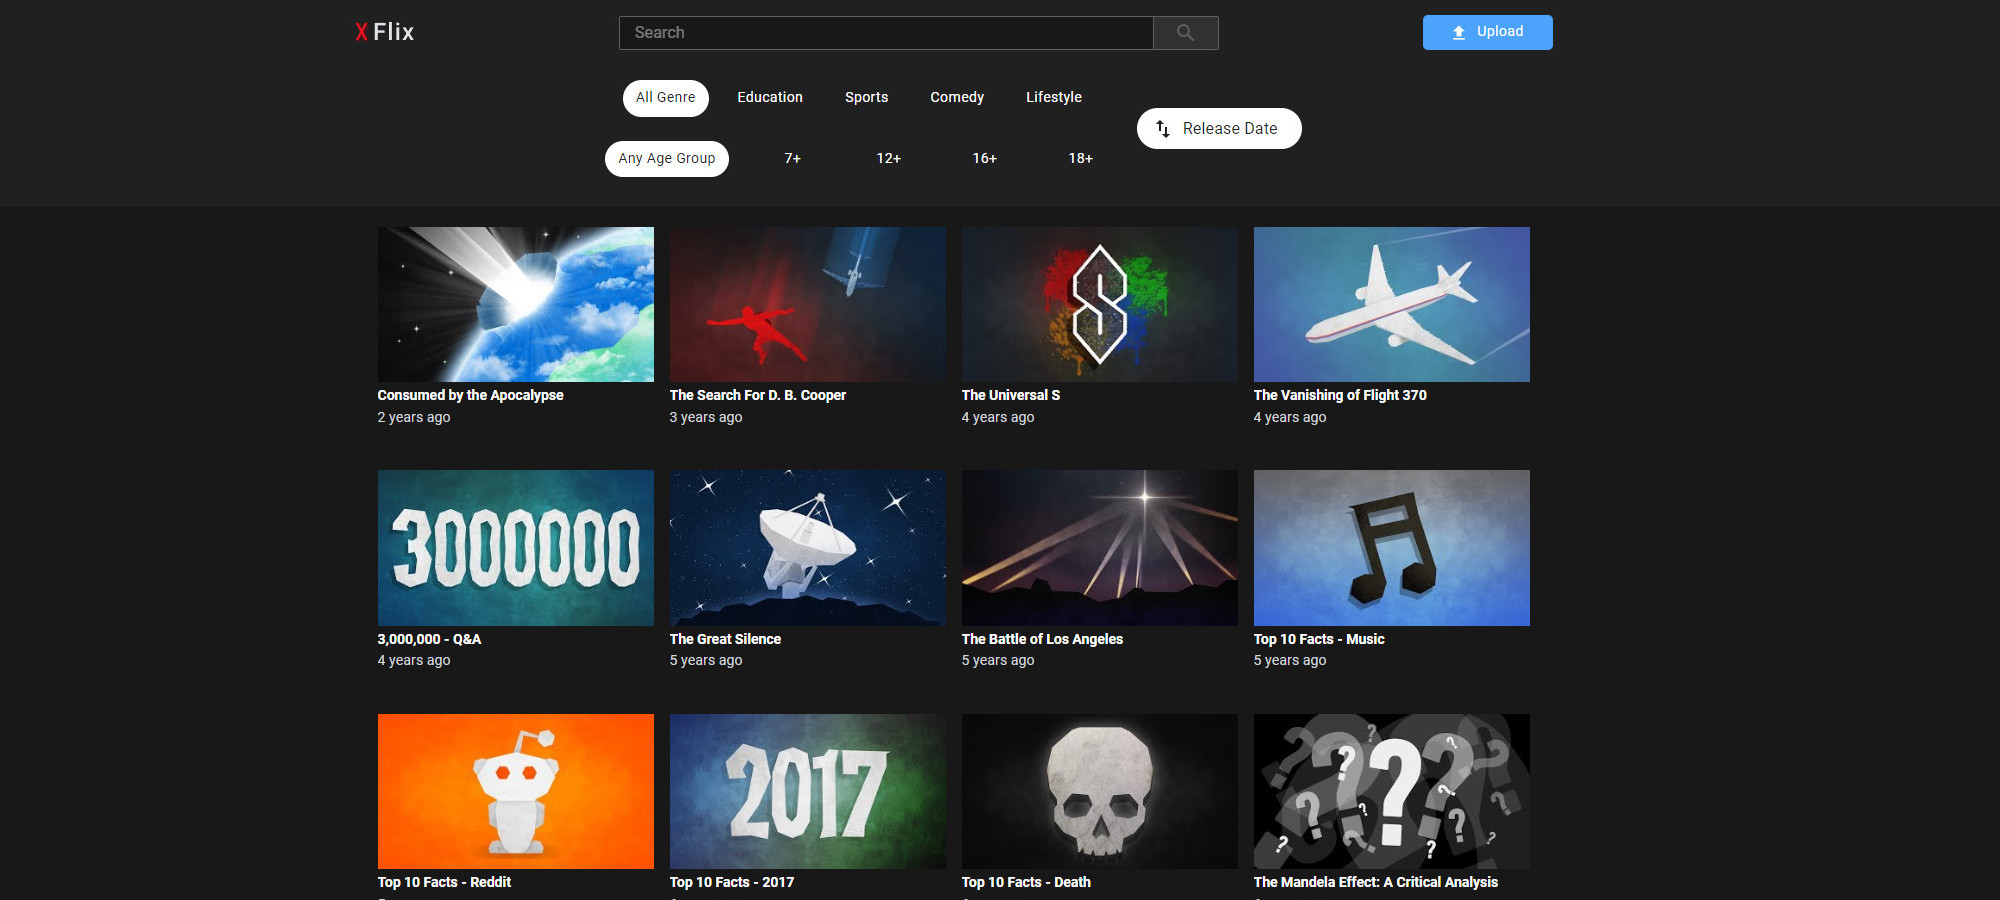 X Flix
Search
Upload
All Genre Education Sports Comedy Lifestyle
Release Date
Any Age Group 7+ 12+ 16+ 18+
Consumed by the Apocalypse
2 years ago
The Search For D. B. Cooper
3 years ago
The Universal S
4 years ago
The Vanishing of Flight 370
4 years ago
3000000
3,000,000 - Q&A
4 years ago
The Great Silence
5 years ago
The Battle of Los Angeles
5 years ago
Top 10 Facts - Music
5 years ago
Top 10 Facts - Reddit
2017
Top 10 Facts - 2017
Top 10 Facts - Death
???
The Mandela Effect: A Critical Analysis